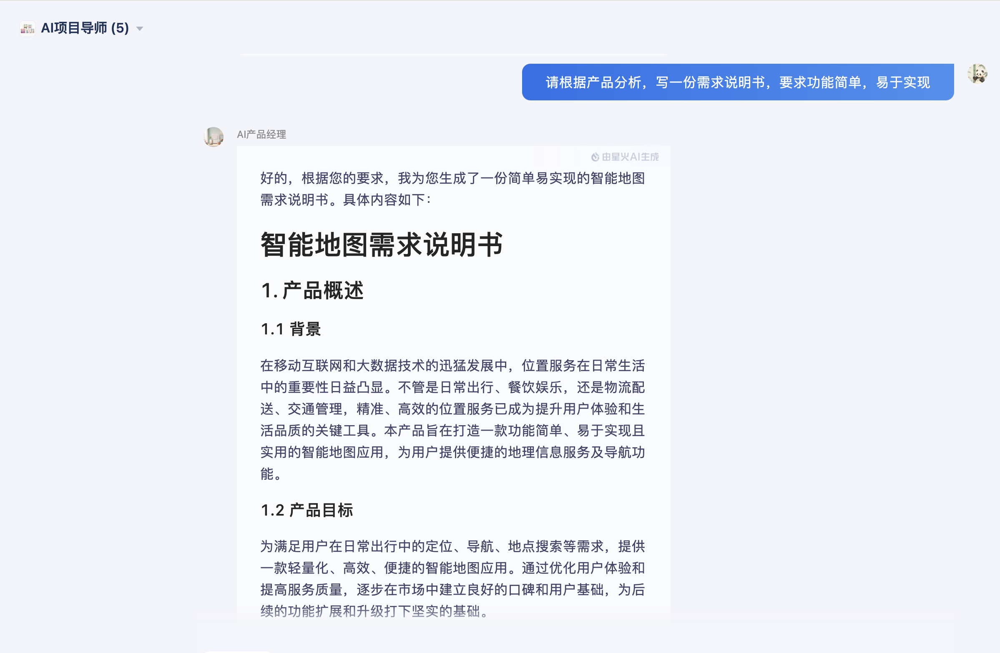 AI项目导师 (5)
请根据产品分析，写一份需求说明书，要求功能简单，易于实现
AI产品经理
由星火AI生成
好的，根据您的要求，我为您生成了一份简单易实现的智能地图
需求说明书。具体内容如下：
智能地图需求说明书
1. 产品概述
1.1 背景
在移动互联网和大数据技术的迅猛发展中，位置服务在日常生活
中的重要性日益凸显。不管是日常出行、餐饮娱乐，还是物流配
送、交通管理，精准、高效的位置服务已成为提升用户体验和生
活品质的关键工具。本产品旨在打造一款功能简单、易于实现且
实用的智能地图应用，为用户提供便捷的地理信息服务及导航功
能。
1.2 产品目标
为满足用户在日常出行中的定位、导航、地点搜索等需求，提供
一款轻量化、高效、便捷的智能地图应用。通过优化用户体验和
提高服务质量，逐步在市场中建立良好的口碑和用户基础，为后
续的功能扩展和升级打下坚实的基础。